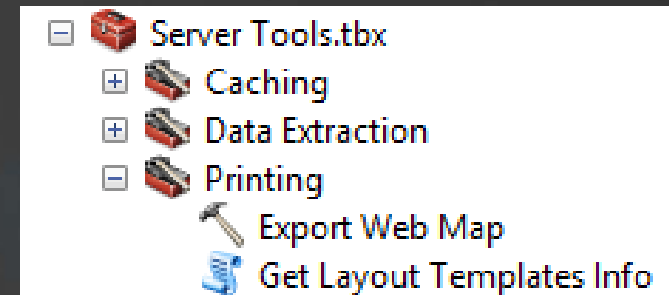 Server Tools.tbx
Caching
Data Extraction
Printing
Export Web Map
Get Layout Templates Info